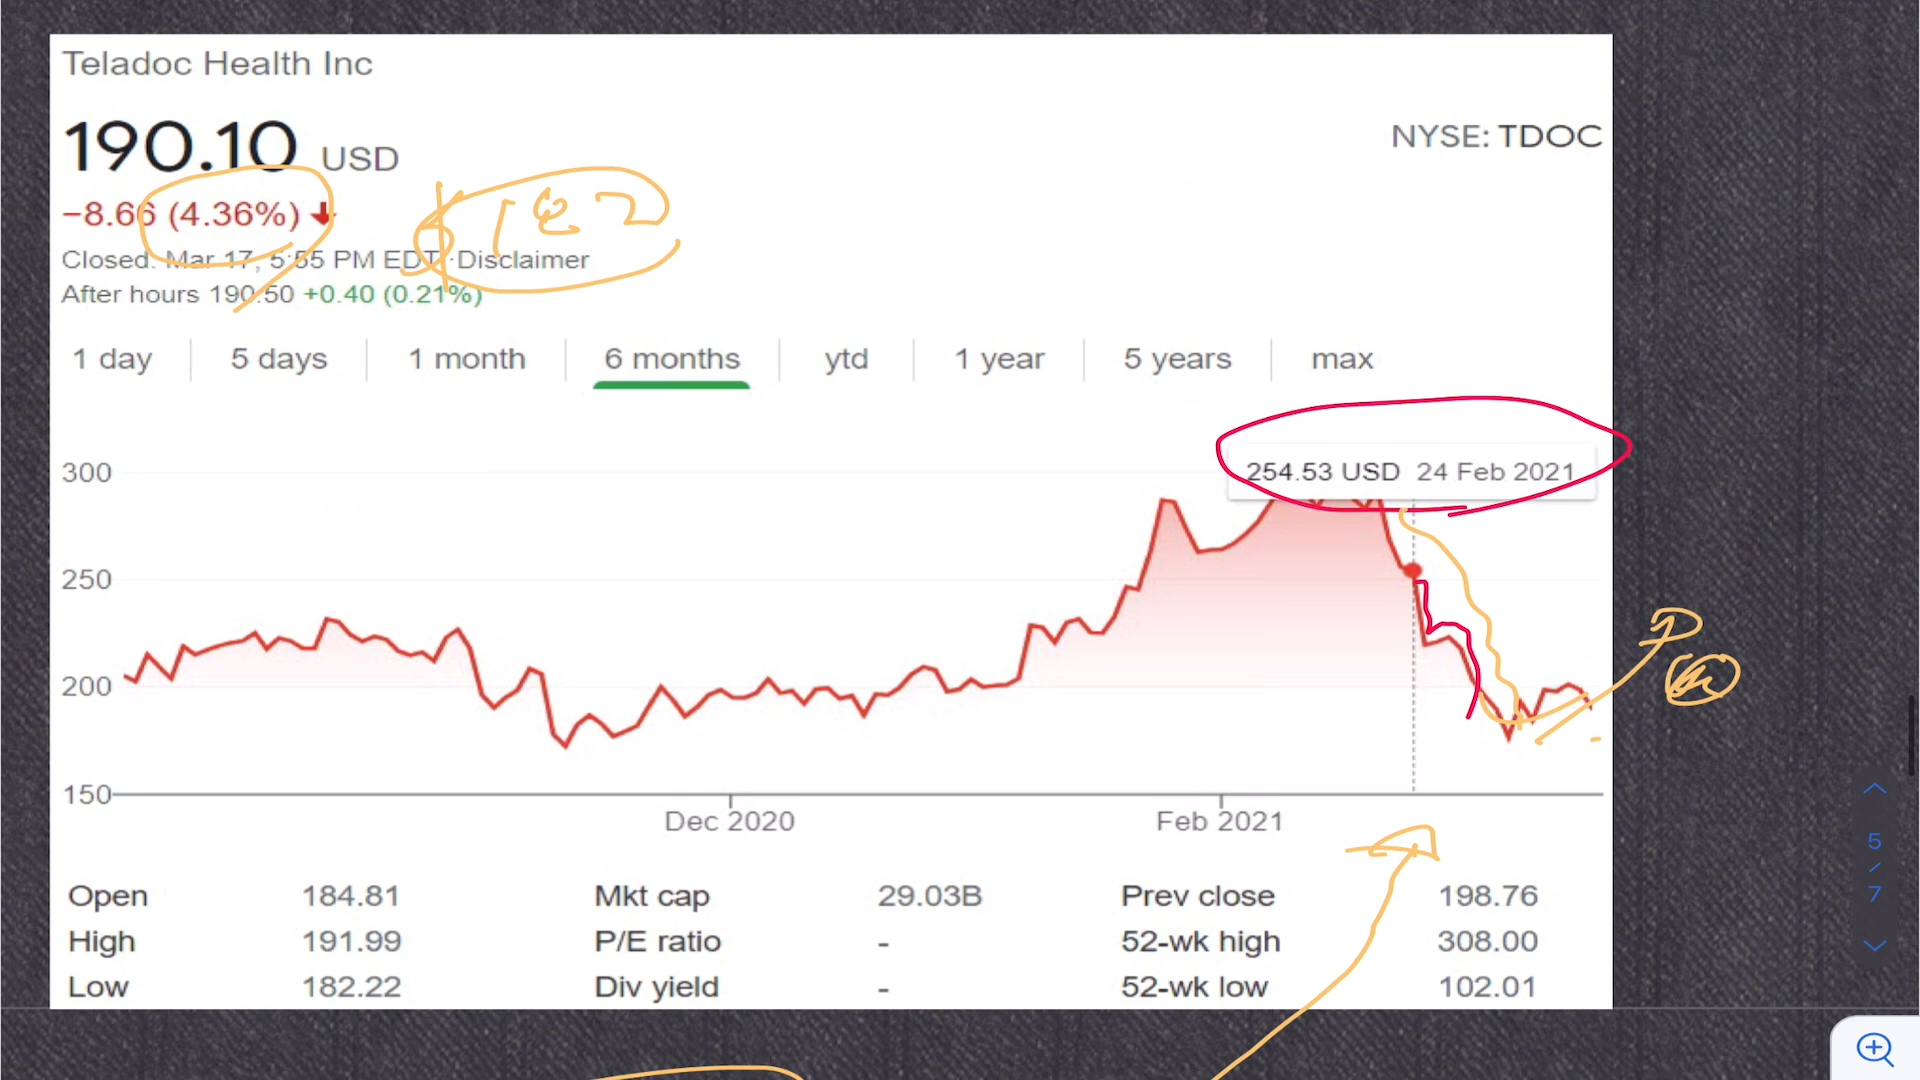 Teladoc Health Inc
190.10 USD
NYSE: TDOC
−8.66 (4.36%)
$ 182
Closed: Mar 17, 5:55 PM EDT · Disclaimer
After hours 190.50 +0.40 (0.21%)
1 day 5 days 1 month 6 months ytd 1 year 5 years max
254.53 USD 24 Feb 2021
300
250
200
150
Dec 2020 Feb 2021
Open 184.81 Mkt cap 29.03B Prev close 198.76
High 191.99 P/E ratio - 52-wk high 308.00
Low 182.22 Div yield - 52-wk low 102.01
5
/
7